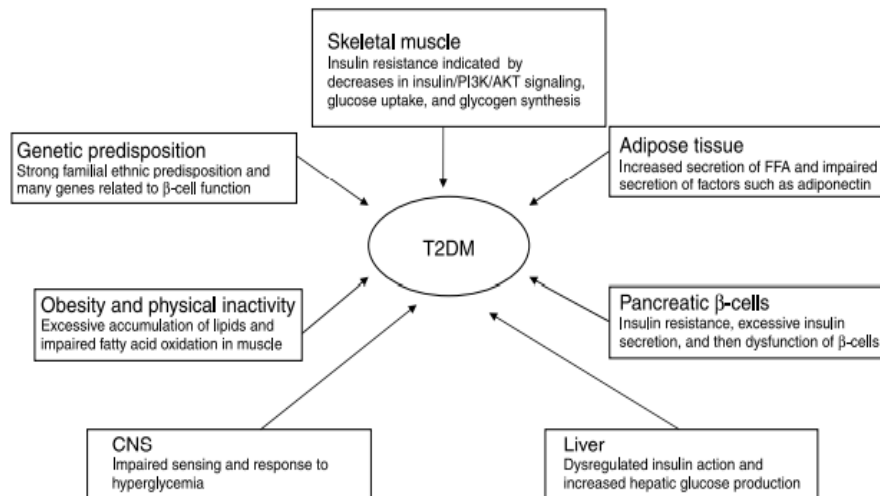 Skeletal muscle
Insulin resistance indicated by
decreases in insulin/PI3K/AKT signaling,
glucose uptake, and glycogen synthesis
Genetic predisposition
Strong familial ethnic predisposition and
many genes related to β-cell function
Adipose tissue
Increased secretion of FFA and impaired
secretion of factors such as adiponectin
T2DM
Obesity and physical inactivity
Excessive accumulation of lipids and
impaired fatty acid oxidation in muscle
Pancreatic β-cells
Insulin resistance, excessive insulin
secretion, and then dysfunction of β-cells
CNS
Impaired sensing and response to
hyperglycemia
Liver
Dysregulated insulin action and
increased hepatic glucose production